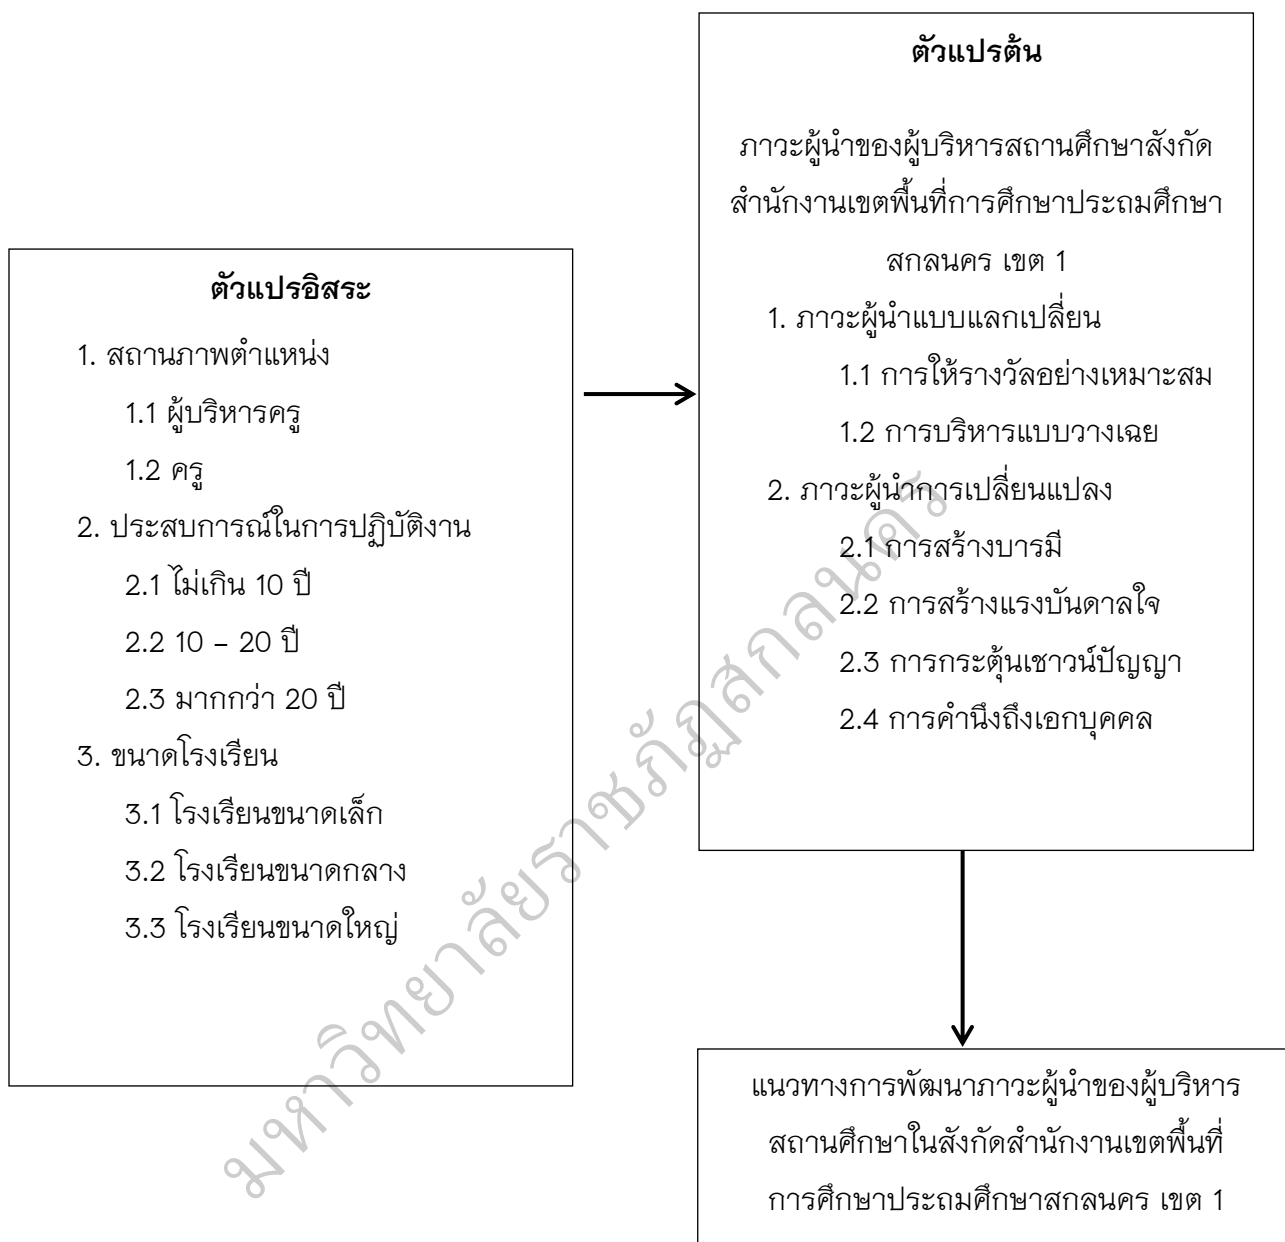 ตัวแปรต้น
ภาวะผู้นำของผู้บริหารสถานศึกษาสังกัด
สำนักงานเขตพื้นที่การศึกษาประถมศึกษา
สกลนคร เขต 1
1. ภาวะผู้นำแบบแลกเปลี่ยน
1.1 การให้รางวัลอย่างเหมาะสม
1.2 การบริหารแบบวางเฉย
2. ภาวะผู้นำการเปลี่ยนแปลง
2.1 การสร้างบารมี
2.2 การสร้างแรงบันดาลใจ
2.3 การกระตุ้นเชาวน์ปัญญา
2.4 การคำนึงถึงเอกบุคคล
ตัวแปรอิสระ
1. สถานภาพตำแหน่ง
1.1 ผู้บริหารครู
1.2 ครู
2. ประสบการณ์ในการปฏิบัติงาน
2.1 ไม่เกิน 10 ปี
2.2 10 – 20 ปี
2.3 มากกว่า 20 ปี
3. ขนาดโรงเรียน
3.1 โรงเรียนขนาดเล็ก
3.2 โรงเรียนขนาดกลาง
3.3 โรงเรียนขนาดใหญ่
แนวทางการพัฒนาภาวะผู้นำของผู้บริหาร
สถานศึกษาในสังกัดสำนักงานเขตพื้นที่
การศึกษาประถมศึกษาสกลนคร เขต 1
มหาวิทยาลัยราชภัฏสกลนคร